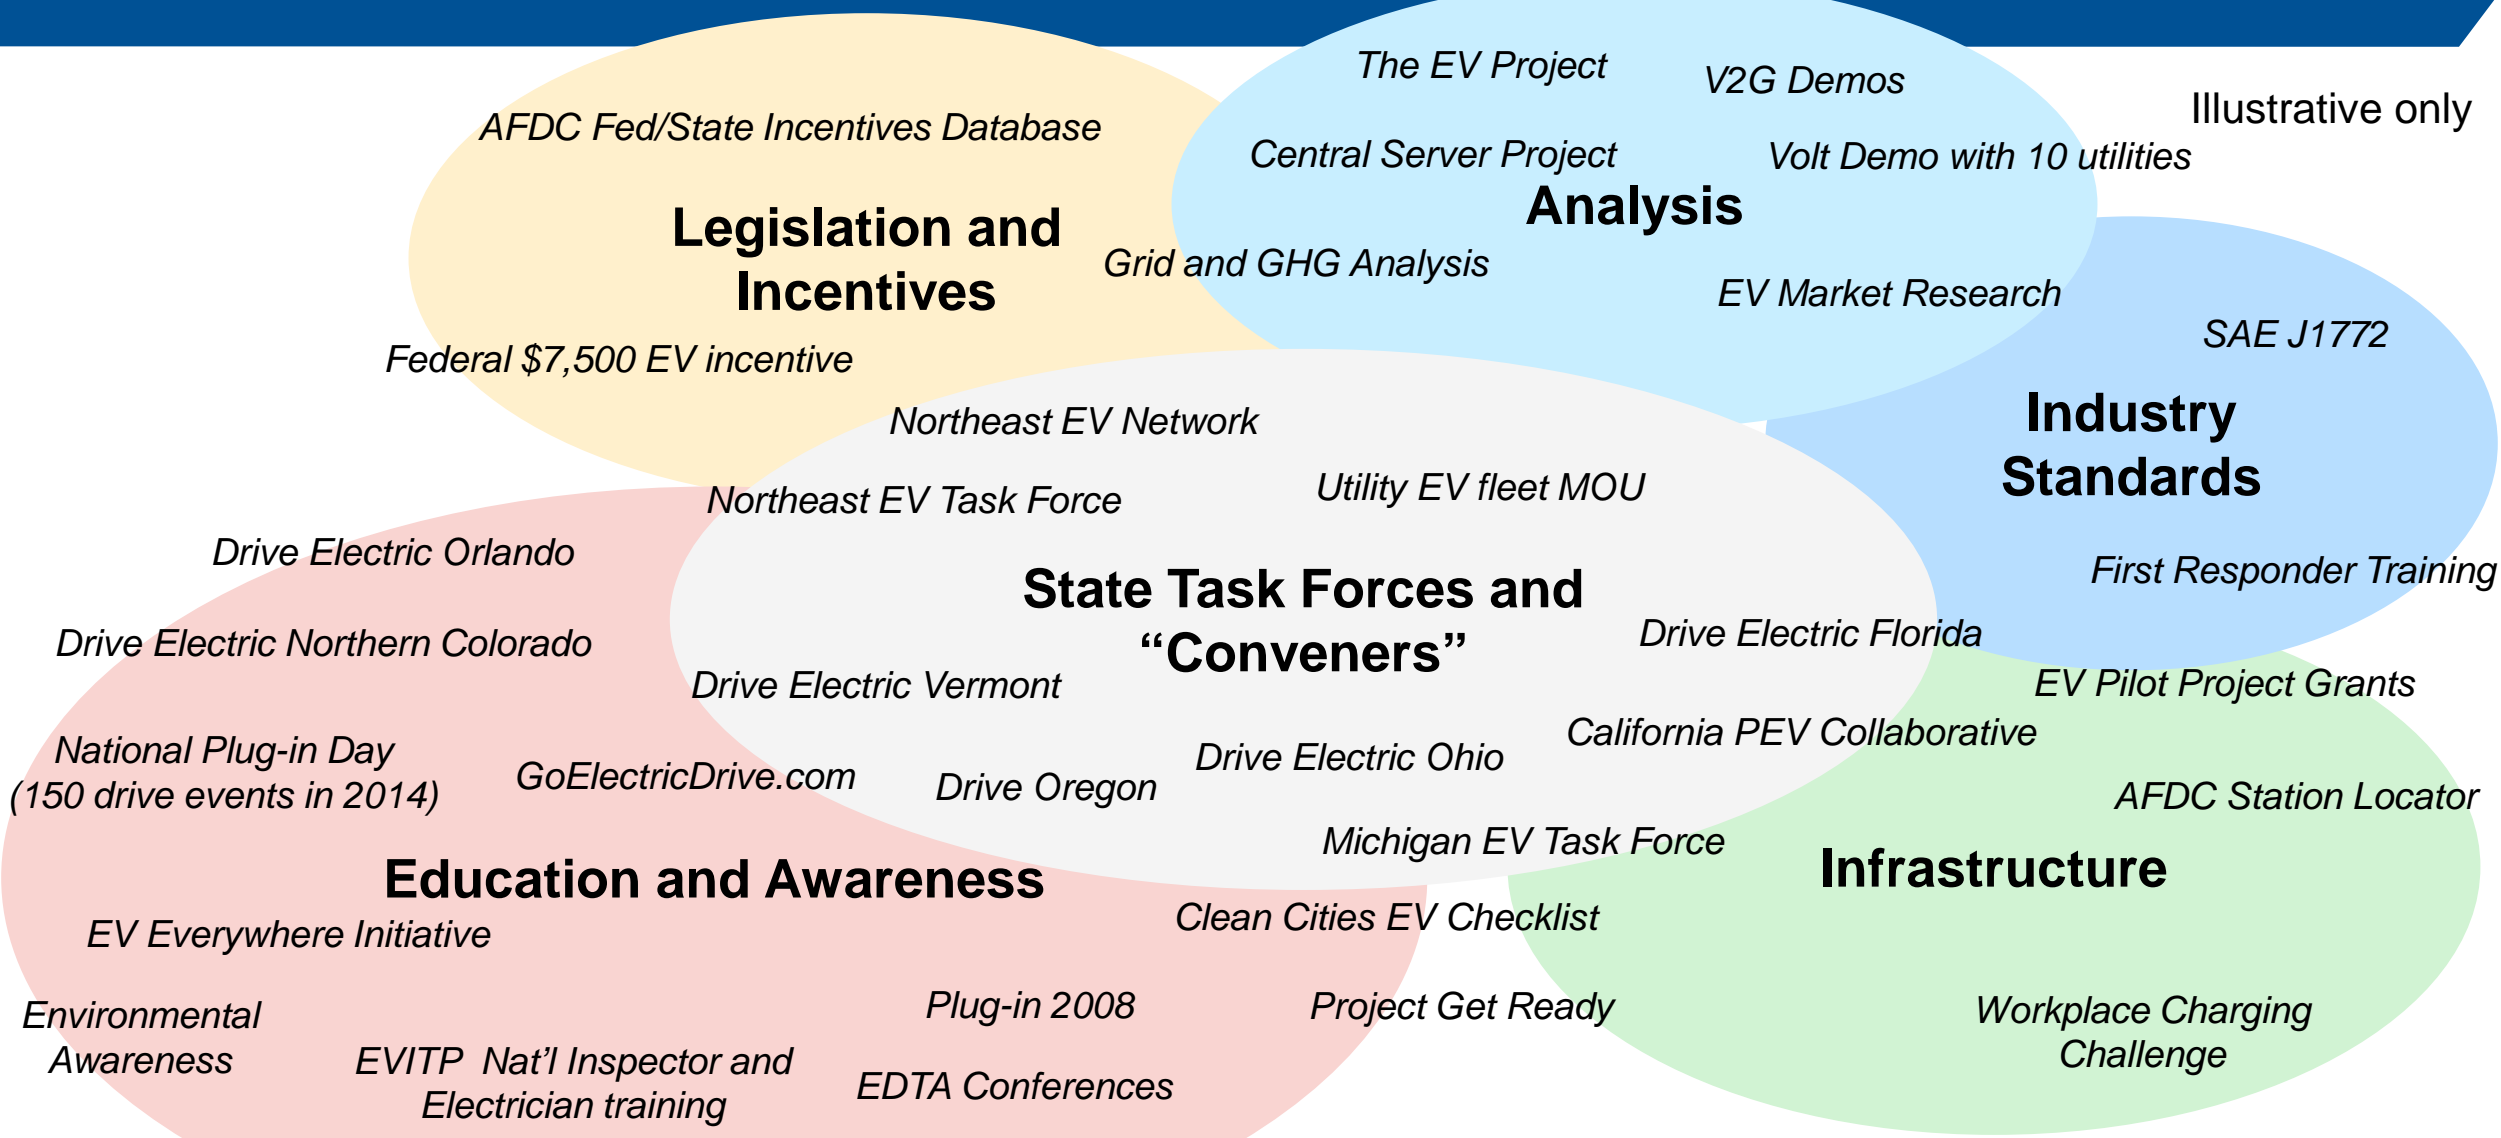 The EV Project
V2G Demos
Illustrative only
AFDC Fed/State Incentives Database
Central Server Project
Volt Demo with 10 utilities
Analysis
Legislation and
Incentives
Grid and GHG Analysis
EV Market Research
SAE J1772
Federal $7,500 EV incentive
Industry
Standards
Northeast EV Network
Northeast EV Task Force
Utility EV fleet MOU
Drive Electric Orlando
First Responder Training
State Task Forces and
“Conveners”
Drive Electric Northern Colorado
Drive Electric Florida
Drive Electric Vermont
EV Pilot Project Grants
National Plug-in Day
(150 drive events in 2014)
GoElectricDrive.com
Drive Oregon
Drive Electric Ohio
California PEV Collaborative
AFDC Station Locator
Michigan EV Task Force
Education and Awareness
Infrastructure
EV Everywhere Initiative
Clean Cities EV Checklist
Environmental
Awareness
Plug-in 2008
Project Get Ready
Workplace Charging
Challenge
EVITP  Nat’l Inspector and
Electrician training
EDTA Conferences